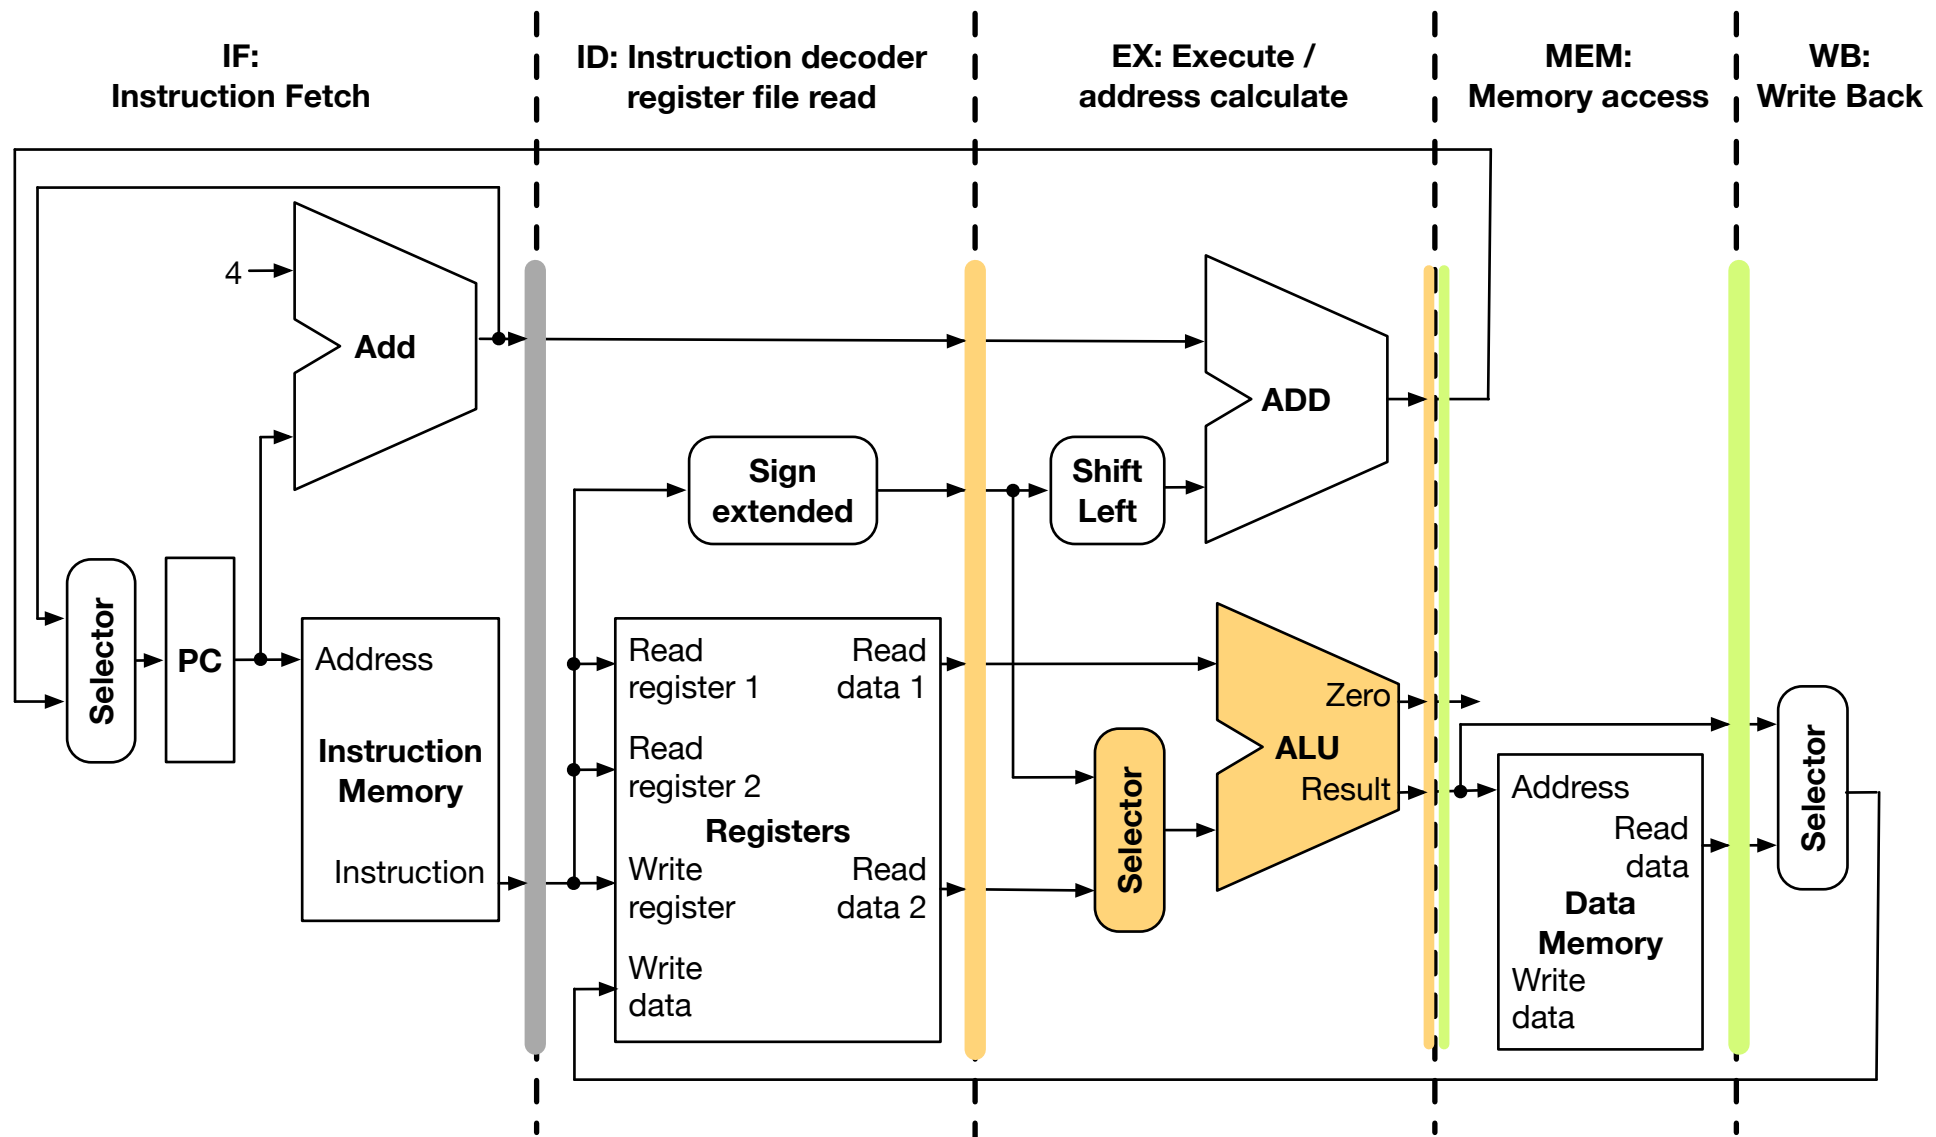 IF:
Instruction Fetch
ID: Instruction decoder
register file read
EX: Execute /
address calculate
MEM:
Memory access
WB:
Write Back
4
Add
Selector
PC
Address
Instruction
Memory
Instruction
Sign
extended
Read
register 1
Read
data 1
Read
register 2
Registers
Write
register
Read
data 2
Write
data
Shift
Left
ADD
Selector
Zero
ALU
Result
Address
Read
data
Data
Memory
Write
data
Selector